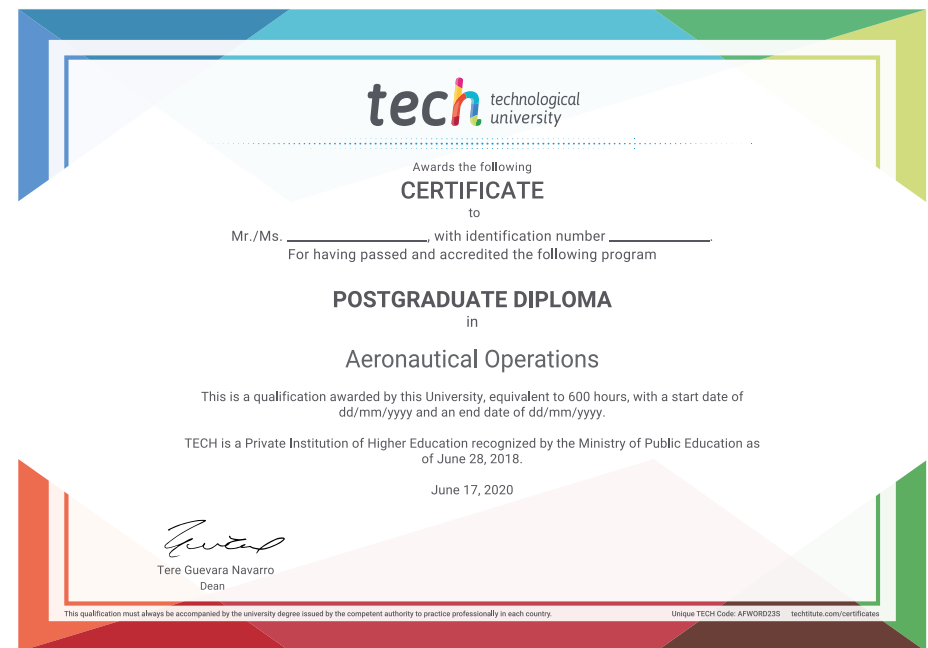 tech technological
university
Awards the following
CERTIFICATE
to
Mr./Ms. ____________________, with identification number ______________.
For having passed and accredited the following program
POSTGRADUATE DIPLOMA
in
Aeronautical Operations
This is a qualification awarded by this University, equivalent to 600 hours, with a start date of
dd/mm/yyyy and an end date of dd/mm/yyyy.
TECH is a Private Institution of Higher Education recognized by the Ministry of Public Education as
of June 28, 2018.
June 17, 2020
Tere Guevara Navarro
Dean
This qualification must always be accompanied by the university degree issued by the competent authority to practice professionally in each country. Unique TECH Code: AFWORD23S techtitute.com/certificates